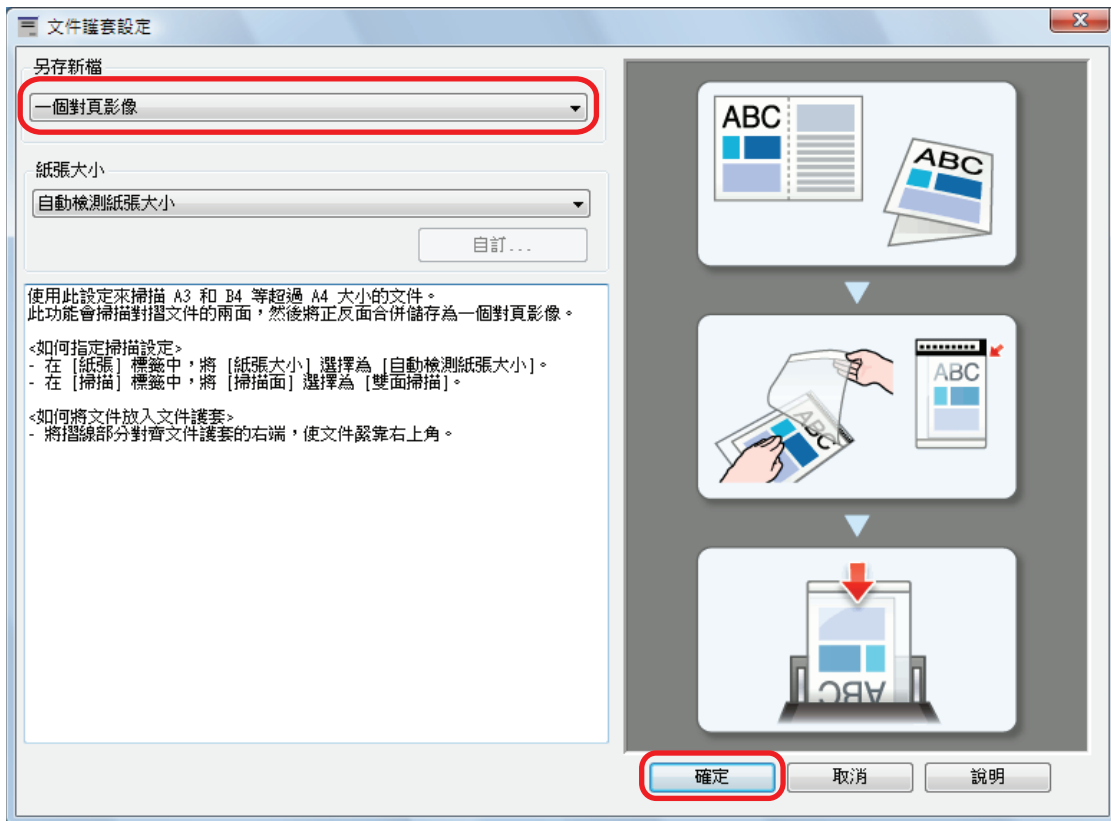 文件護套設定
另存新檔
一個對頁影像
紙張大小
自動檢測紙張大小
自訂...
使用此設定來掃描 A3 和 B4 等超過 A4 大小的文件。
此功能會掃描對摺文件的兩面，然後將正反面合併儲存為一個對頁影像。
<如何指定掃描設定>
- 在 [紙張] 標籤中，將 [紙張大小] 選擇為 [自動檢測紙張大小]。
- 在 [掃描] 標籤中，將 [掃描面] 選擇為 [雙面掃描]。
<如何將文件放入文件護套>
- 將摺線部分對齊文件護套的右端，使文件緊靠右上角。
ABC
ABC
ABC
ABC
ABC
確定
取消
說明